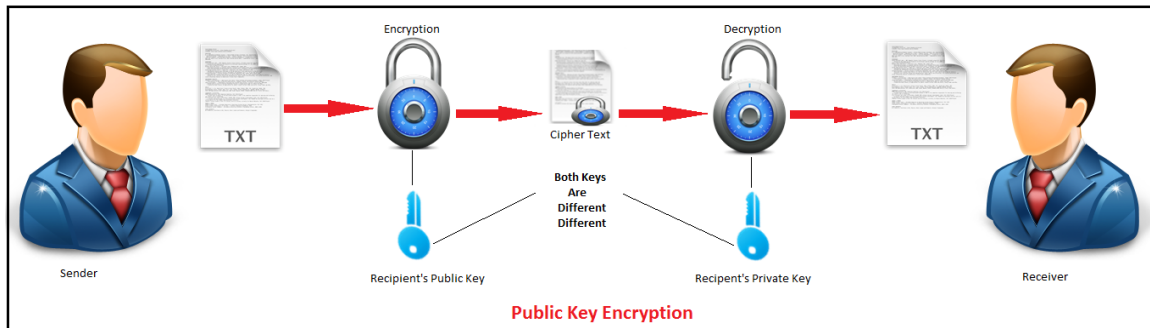 Encryption
Decryption
TXT
Cipher Text
TXT
Both Keys
Are
Different
Different
Sender
Recipient's Public Key
Recipent's Private Key
Receiver
Public Key Encryption